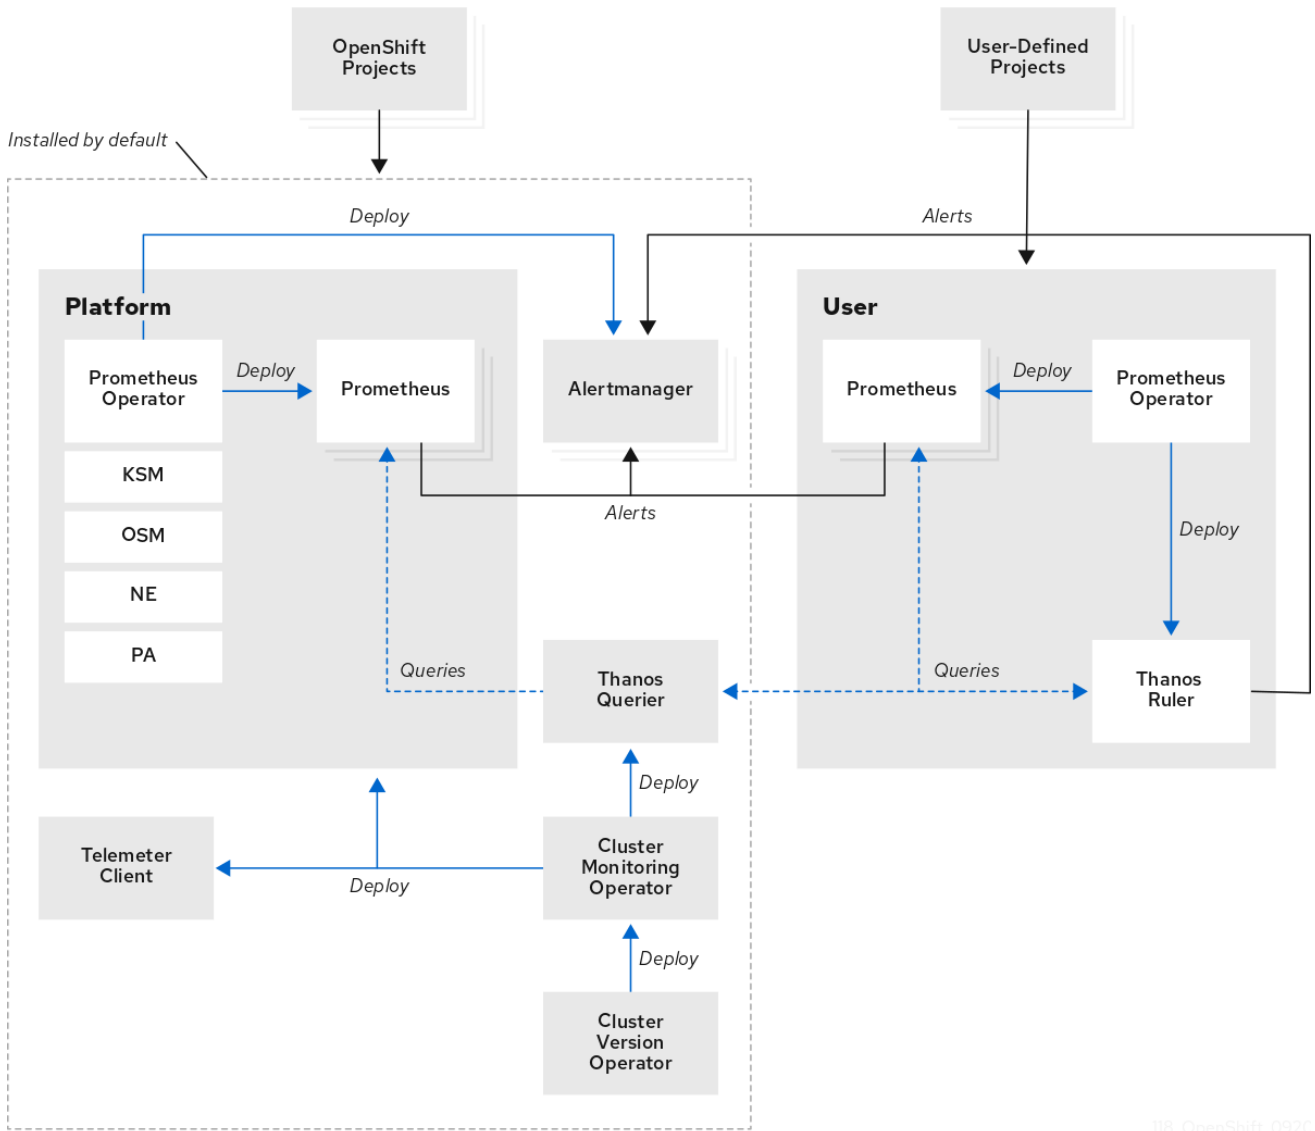 OpenShift
Projects
User-Defined
Projects
Installed by default
Deploy
Alerts
Platform
User
Prometheus
Operator
Deploy
Prometheus
Alertmanager
Prometheus
Deploy
Prometheus
Operator
KSM
OSM
NE
PA
Alerts
Deploy
Queries
Thanos
Querier
Queries
Thanos
Ruler
Deploy
Telemeter
Client
Deploy
Cluster
Monitoring
Operator
Deploy
Cluster
Version
Operator
118_OpenShift_0920